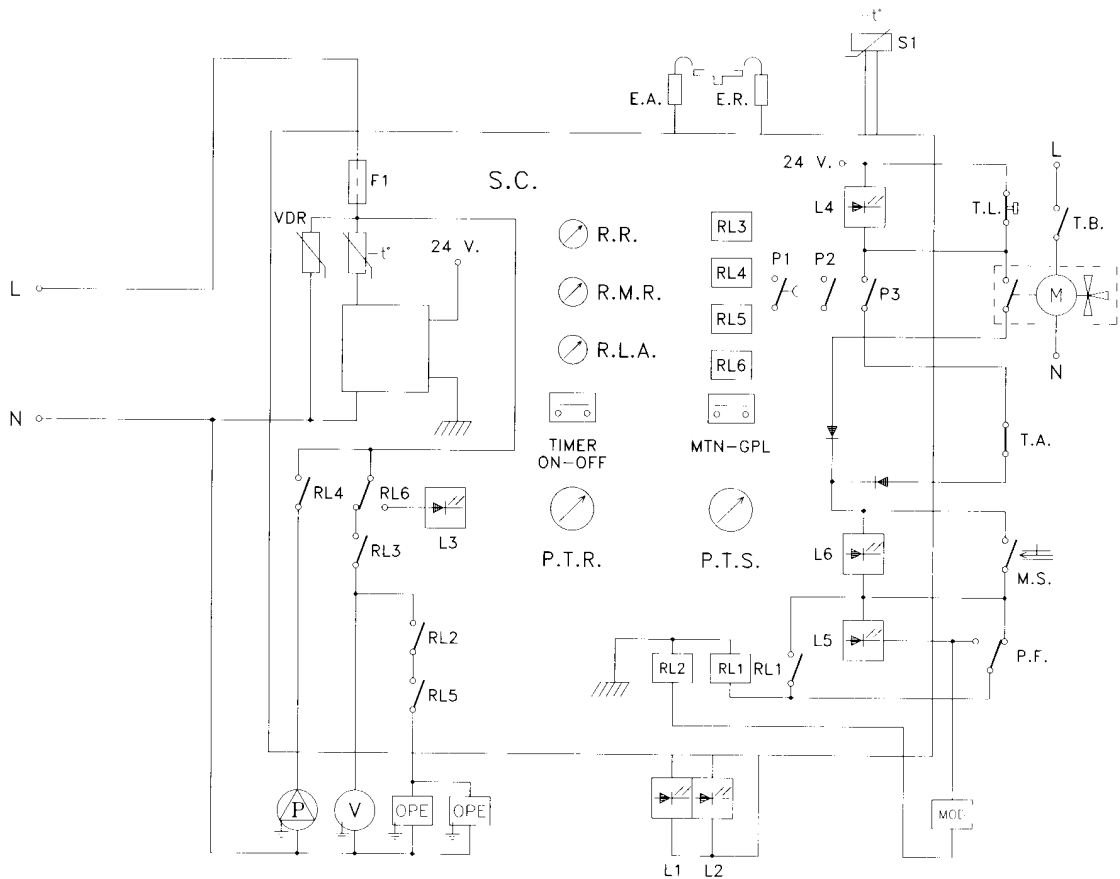 -t°
S1
E.A.
E.R.
L
24 V.
F1
S.C.
VDR
-t°
24 V.
R.R.
RL3
L4
T.L.
T.B.
R.M.R.
RL4
P1
P2
P3
M
L
R.L.A.
RL5
RL6
N
N
TIMER
ON-OFF
MTN-GPL
T.A.
RL4
RL6
L3
RL3
P.T.R.
P.T.S.
L6
M.S.
RL2
RL5
RL2
RL1
RL1
L5
P.F.
P
V
OPE
OPE
MOD
L1
L2